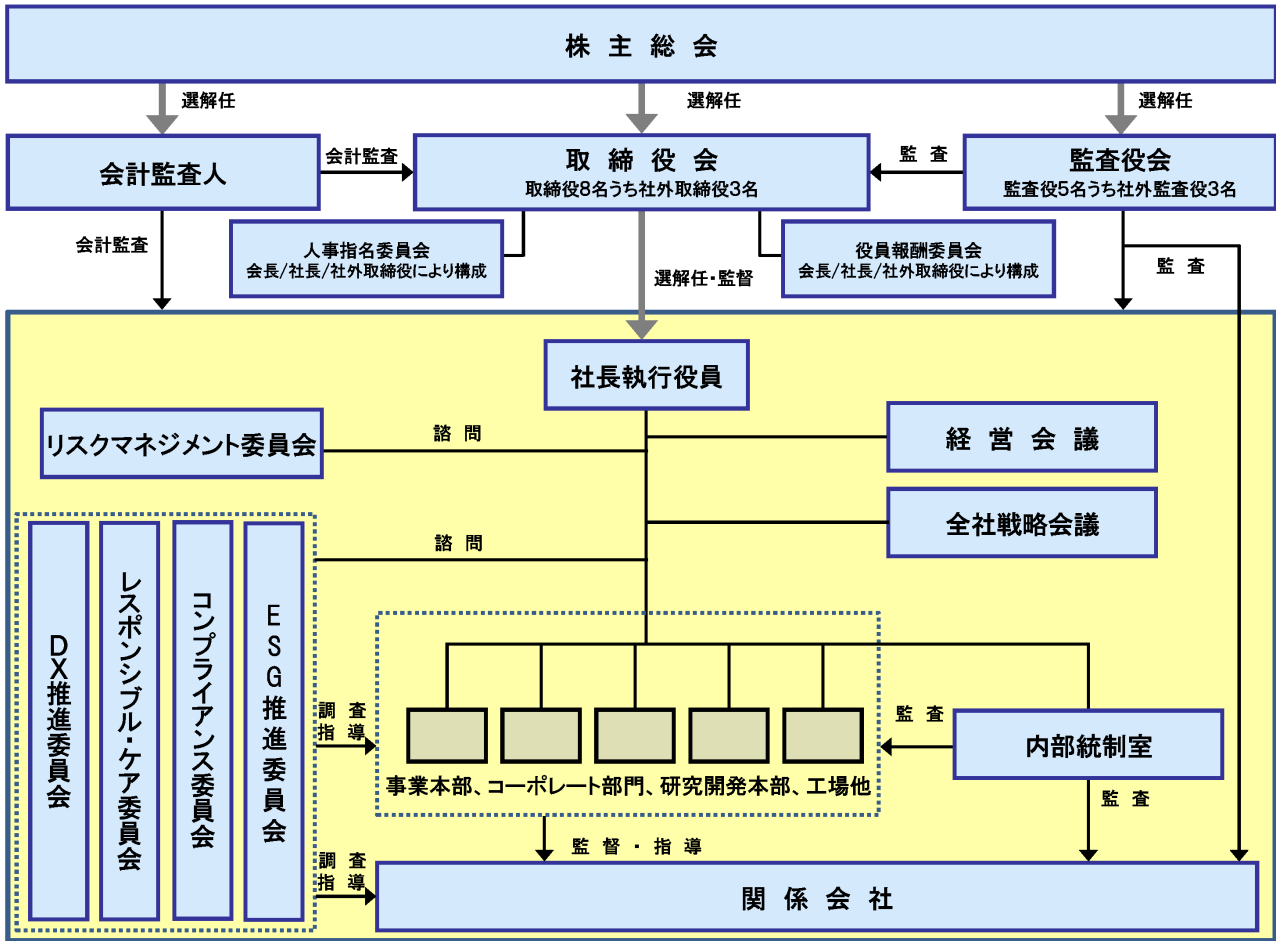 株主総会
選解任
選解任
選解任
会計監査人
会計監査
取締役会
取締役8名うち社外取締役3名
監査
監査役会
監査役5名うち社外監査役3名
会計監査
人事指名委員会
会長/社長/社外取締役により構成
選解任・監督
役員報酬委員会
会長/社長/社外取締役により構成
監査
社長執行役員
リスクマネジメント委員会
諮問
経営会議
全社戦略会議
諮問
DX推進委員会
レスポンシブル・ケア委員会
コンプライアンス委員会
ESG推進委員会
調査
指導
事業本部、コーポレート部門、研究開発本部、工場他
監査
内部統制室
監査
監督・指導
調査
指導
関係会社